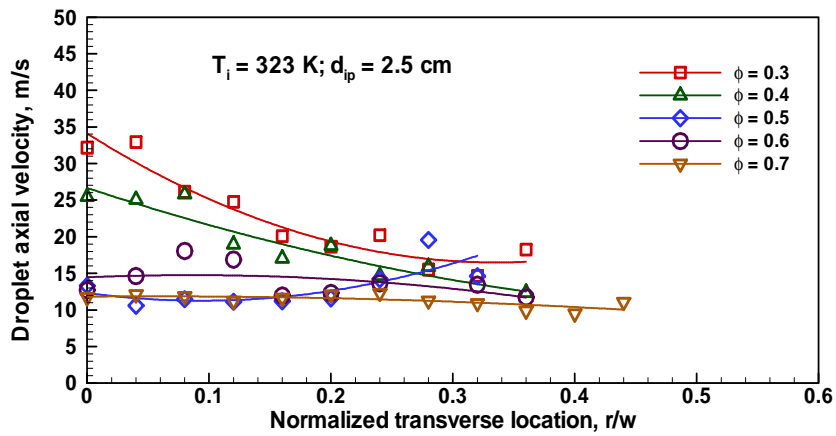 50
45
40
35
30
25
20
15
10
5
0
Droplet axial velocity, m/s
T_i = 323 K; d_ip = 2.5 cm
ϕ = 0.3
ϕ = 0.4
ϕ = 0.5
ϕ = 0.6
ϕ = 0.7
0 0.1 0.2 0.3 0.4 0.5 0.6
Normalized transverse location, r/w